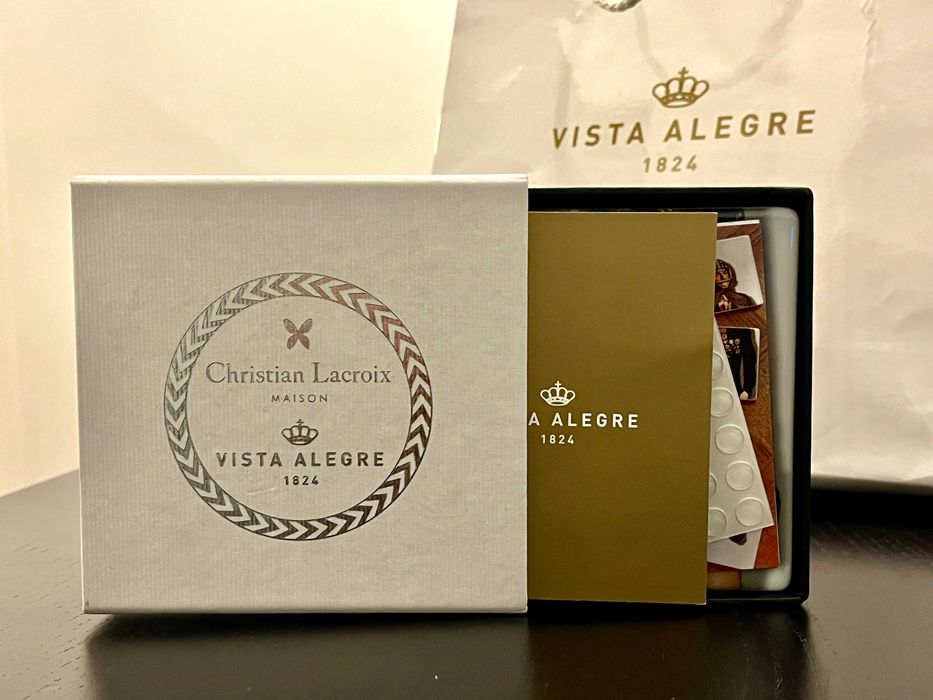 VISTA ALEGRE
1824
Christian Lacroix
MAISON
VISTA ALEGRE
1824
A ALEGRE
1824